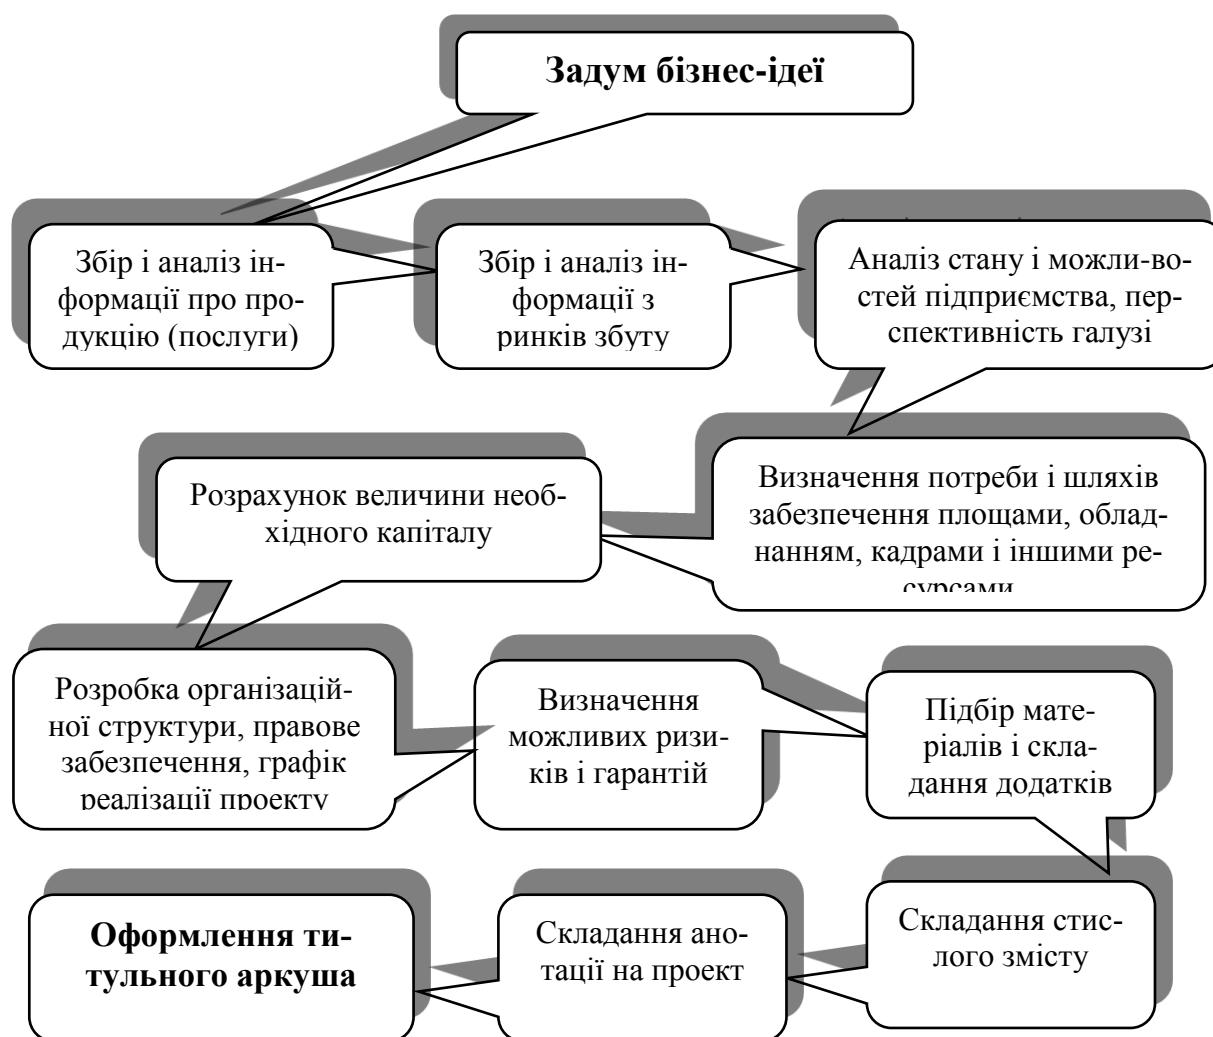 Задум бізнес-ідеї
Збір і аналіз ін-
формації про про-
дукцію (послуги)
Збір і аналіз ін-
формації з
ринків збуту
Аналіз стану і можли-во-
стей підприємства, пер-
спективність галузі
Визначення потреби і шляхів
забезпечення площами, облад-
нанням, кадрами і іншими ре-
сурсами
Розрахунок величини необ-
хідного капіталу
Розробка організацій-
ної структури, правове
забезпечення, графік
реалізації проекту
Визначення
можливих ризи-
ків і гарантій
Підбір мате-
ріалів і скла-
дання додатків
Складання стис-
лого змісту
Складання ано-
тації на проект
Оформлення ти-
тульного аркуша